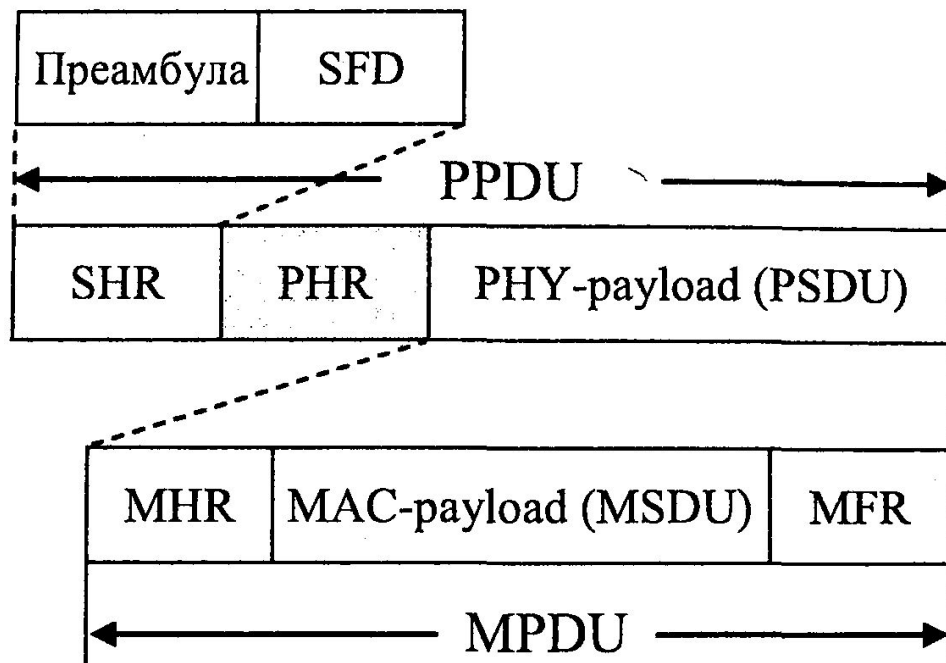 Преамбула SFD
PPDU
SHR PHR PHY-payload (PSDU)
MHR MAC-payload (MSDU) MFR
MPDU